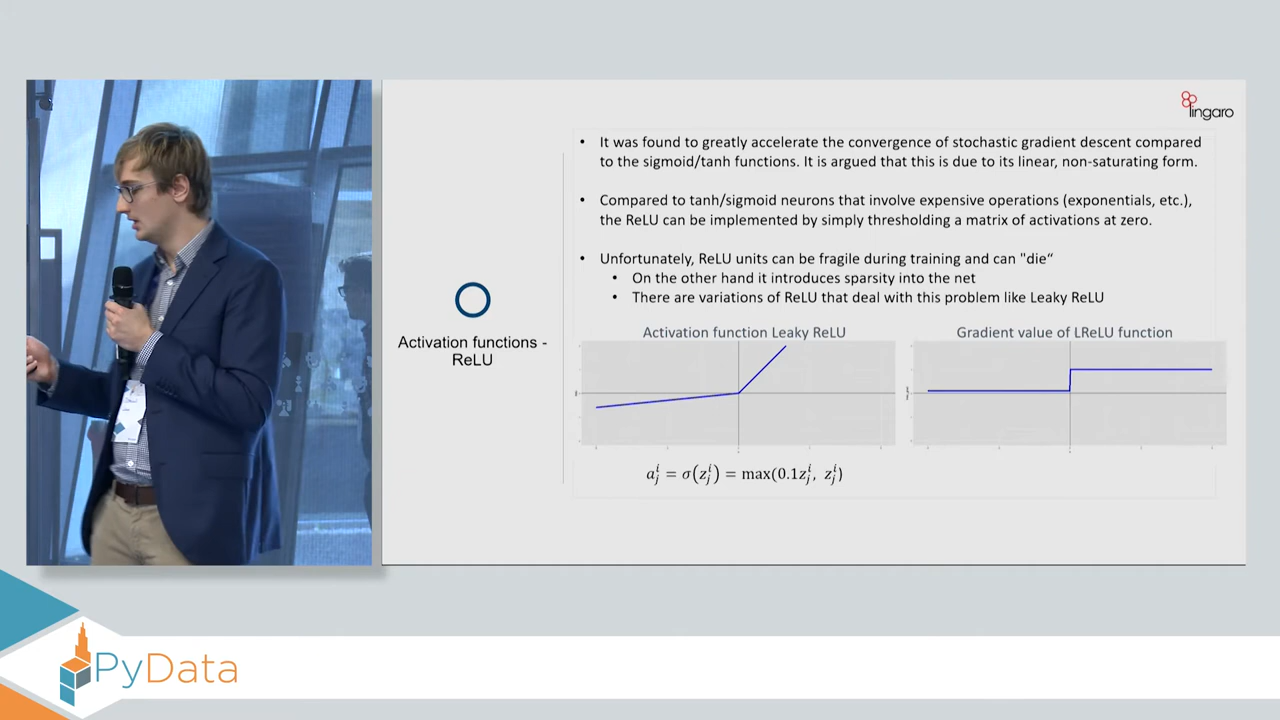 lingaro
It was found to greatly accelerate the convergence of stochastic gradient descent compared
to the sigmoid/tanh functions. It is argued that this is due to its linear, non-saturating form.
Compared to tanh/sigmoid neurons that involve expensive operations (exponentials, etc.),
the ReLU can be implemented by simply thresholding a matrix of activations at zero.
Unfortunately, ReLU units can be fragile during training and can "die“
On the other hand it introduces sparsity into the net
There are variations of ReLU that deal with this problem like Leaky ReLU
Activation functions -
ReLU
Activation function Leaky ReLU
Gradient value of LReLU function
a_j^i = σ(z_j^i) = max(0.1z_j^i, z_j^i)
PyData